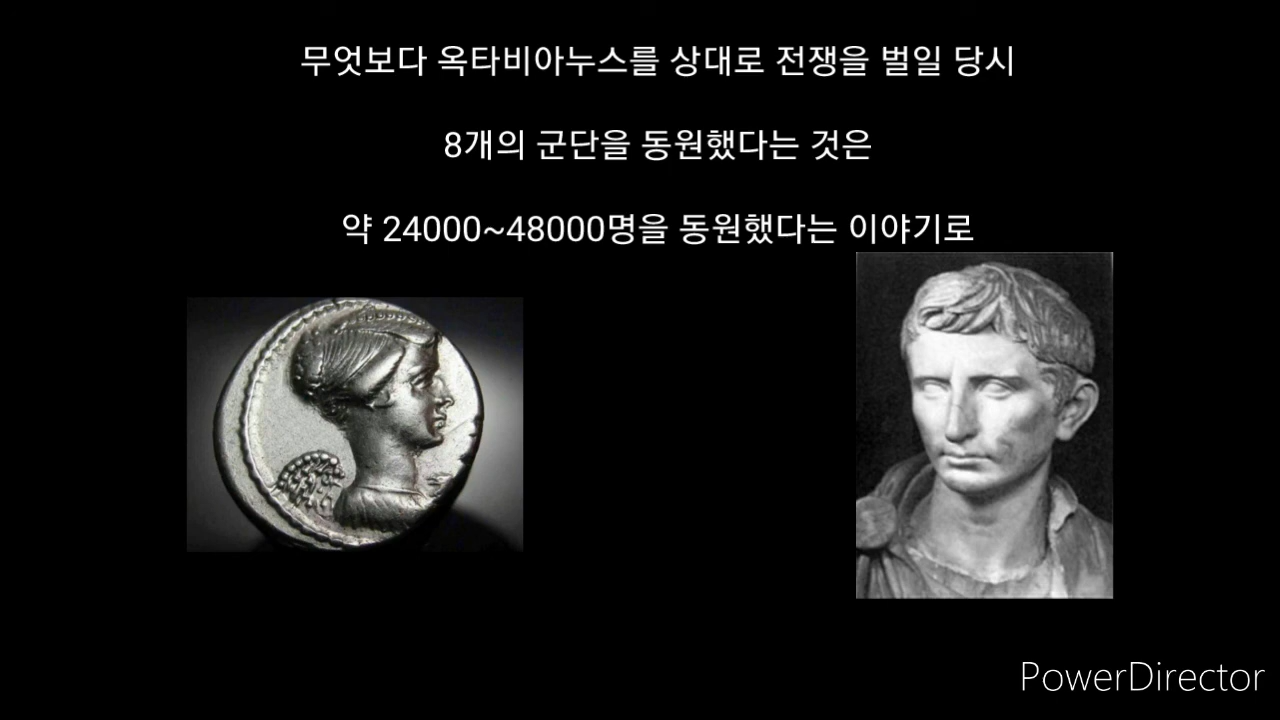 무엇보다 옥타비아누스를 상대로 전쟁을 벌일 당시
8개의 군단을 동원했다는 것은
약 24000~48000명을 동원했다는 이야기로
PowerDirector